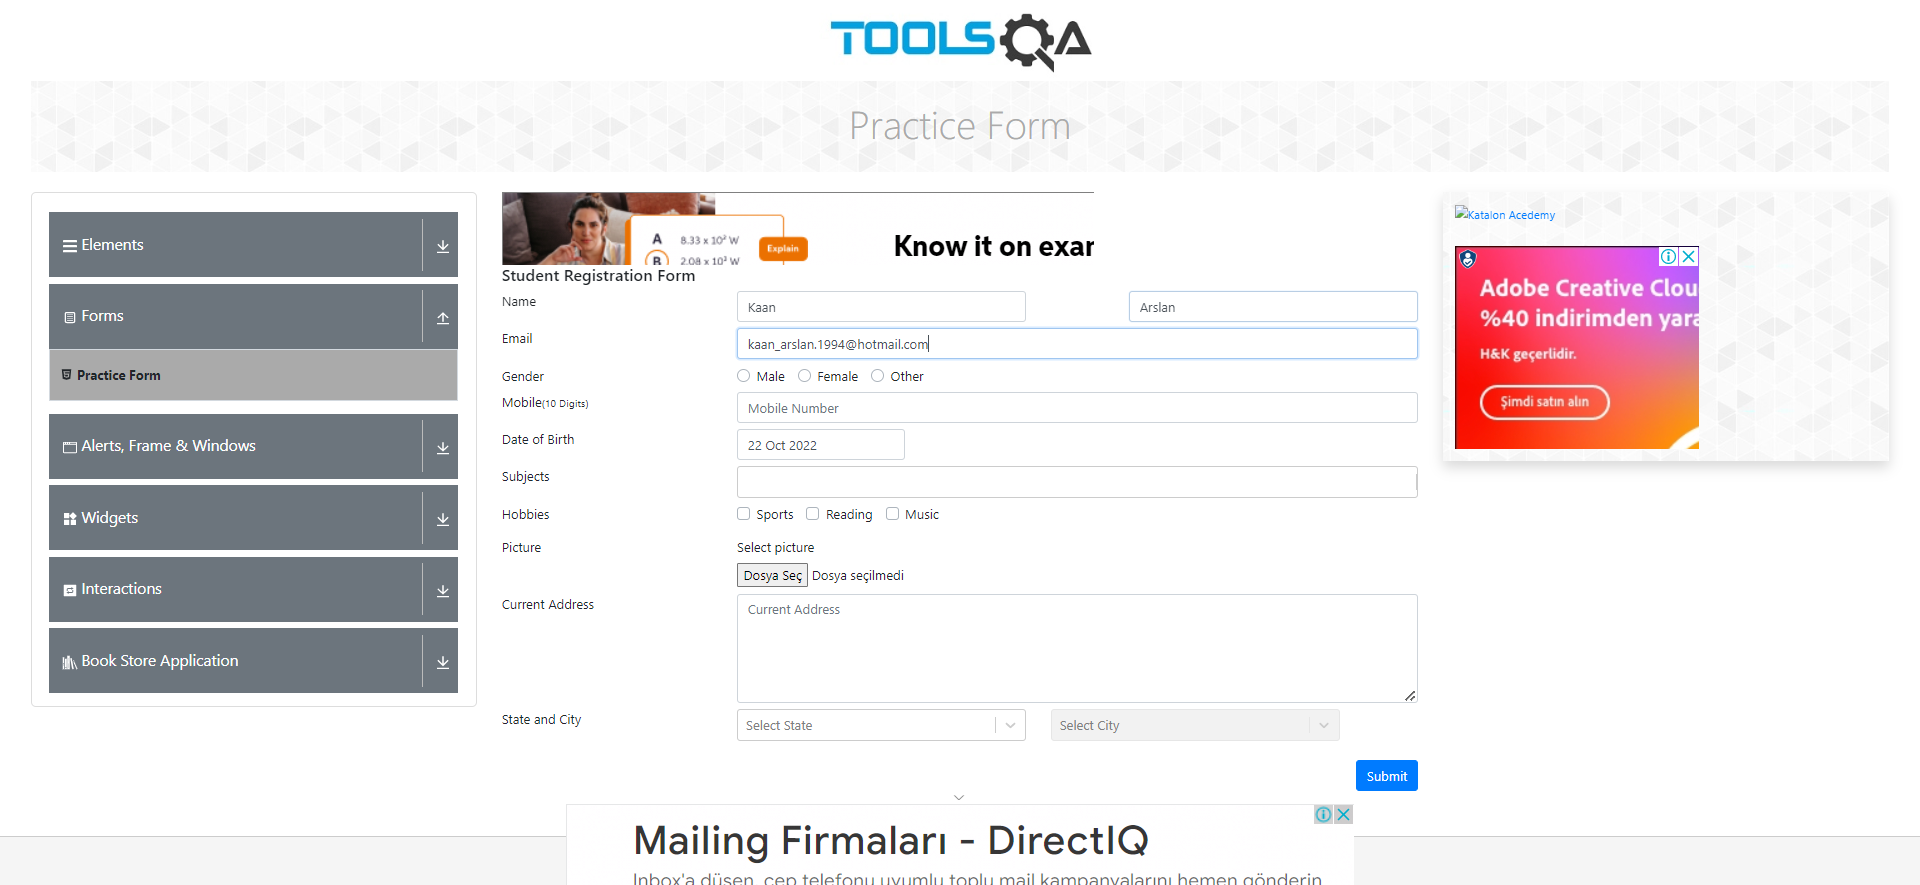 TOOLSQA
Practice Form
Elements
Forms
Practice Form
Alerts, Frame & Windows
Widgets
Interactions
Book Store Application
A 8.33 x 10² W
B 2.08 x 10³ W
Explain
Know it on exar
Student Registration Form
Name Kaan Arslan
Email kaan_arslan.1994@hotmail.com
Gender Male Female Other
Mobile(10 Digits) Mobile Number
Date of Birth 22 Oct 2022
Subjects
Hobbies Sports Reading Music
Picture Select picture
Dosya Seç Dosya seçilmedi
Current Address Current Address
State and City Select State Select City
Submit
Katalon Acedemy
Adobe Creative Clou
%40 indirimden yara
H&K geçerlidir.
Şimdi satın alın
Mailing Firmaları - DirectIQ
Inbox'a düşen, cep telefonu uyumlu toplu mail kampanyalarını hemen gönderin